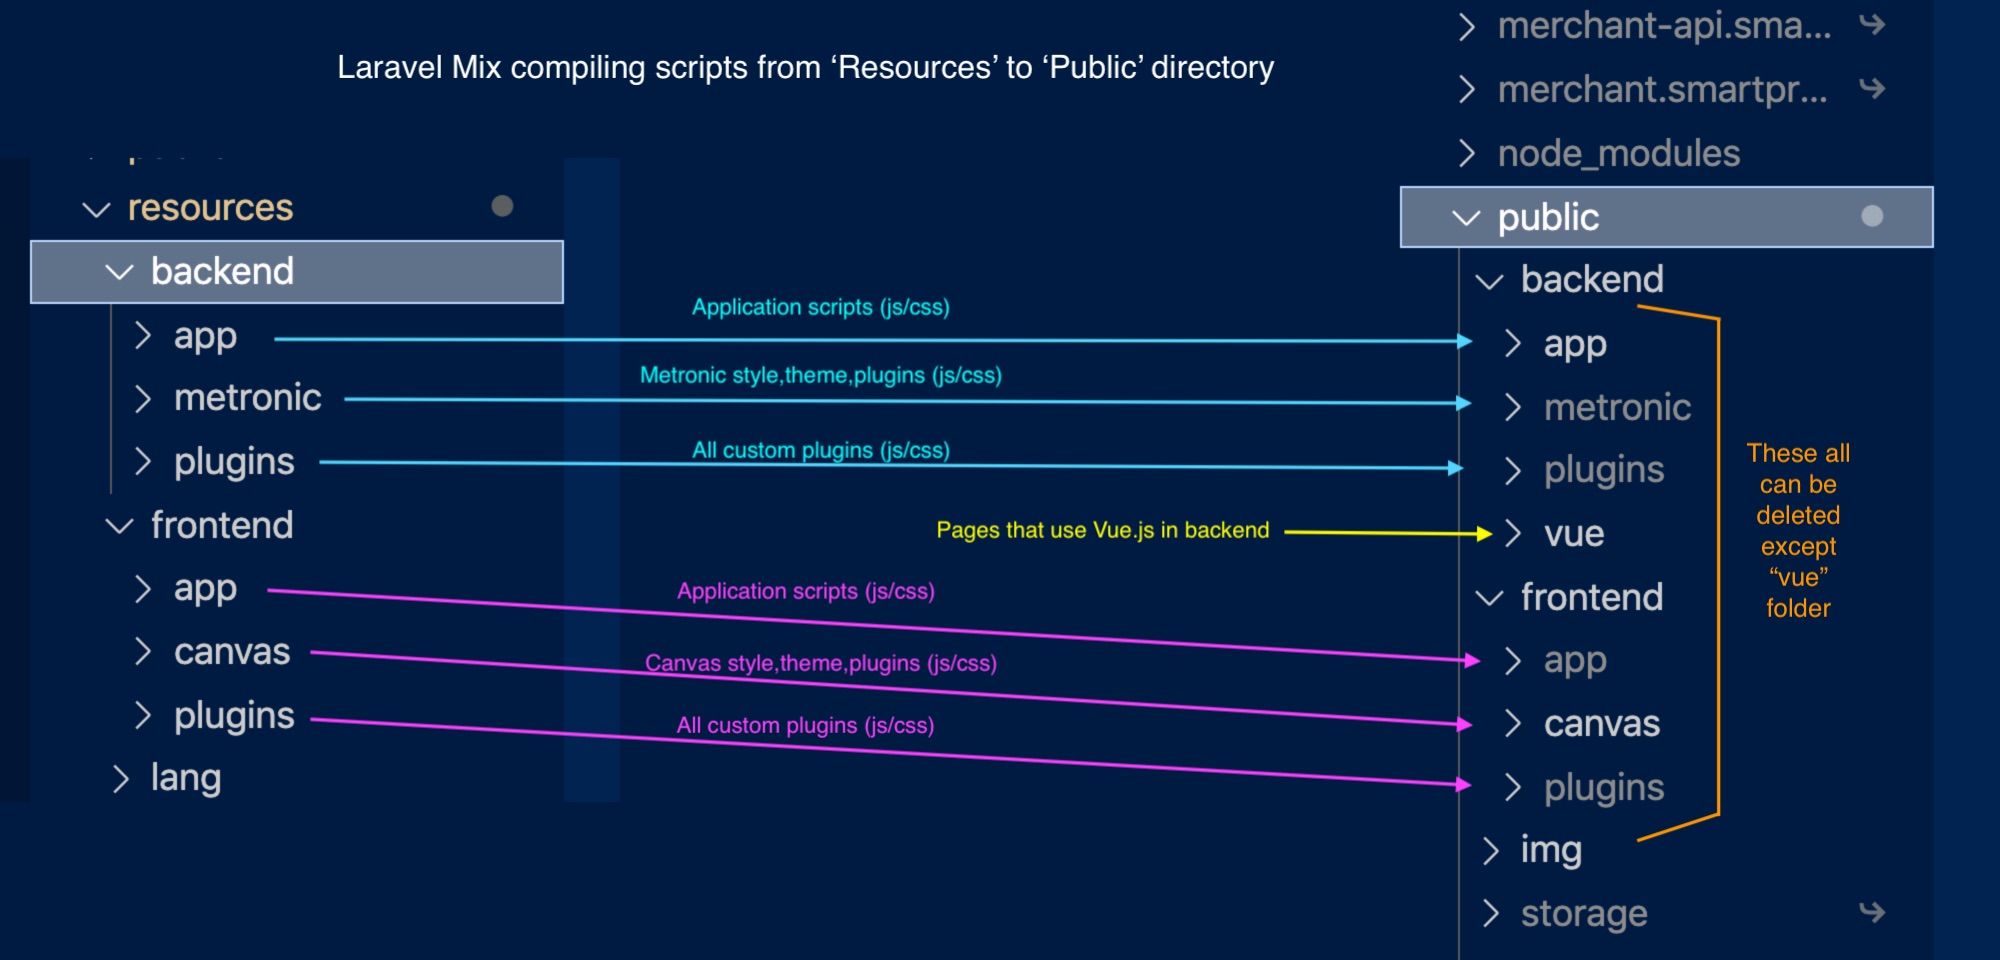 Laravel Mix compiling scripts from ‘Resources’ to ‘Public’ directory
resources
backend
app
metronic
plugins
frontend
app
canvas
plugins
lang
Application scripts (js/css)
Metronic style,theme,plugins (js/css)
All custom plugins (js/css)
Pages that use Vue.js in backend
Application scripts (js/css)
Canvas style,theme,plugins (js/css)
All custom plugins (js/css)
merchant-api.sma...
merchant.smartpr...
node_modules
public
backend
app
metronic
plugins
vue
frontend
app
canvas
plugins
img
storage
These all
can be
deleted
except
“vue”
folder